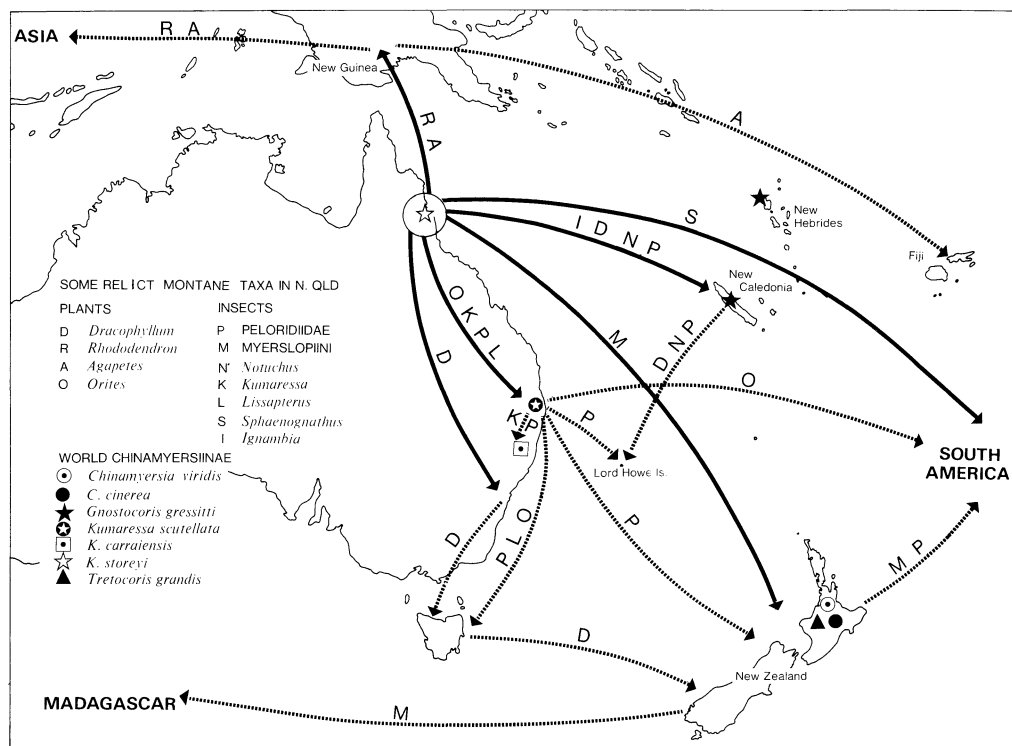 ASIA
R A
New Guinea
A
R A
S
New
Hebrides
I D N P
Fiji
New
Caledonia
SOME RELICT MONTANE TAXA IN N. QLD
PLANTS
D Dracophyllum
R Rhododendron
A Agapetes
O Orites
INSECTS
P PELORIDIIDAE
M MYERSLOPIINI
N Notuchus
K Kumaressa
L Lissapterus
S Sphaenognathus
I Ignambia
WORLD CHINAMYERSIINAE
Chinamyersia viridis
C. cinerea
Gnostocoris gressitti
Kumaressa scutellata
K. carraiensis
K. storeyi
Tretocoris grandis
O K P L
D
M
D N P
O
K P
P
Lord Howe Is.
SOUTH
AMERICA
P
D
P L O
M P
D
New Zealand
MADAGASCAR
M